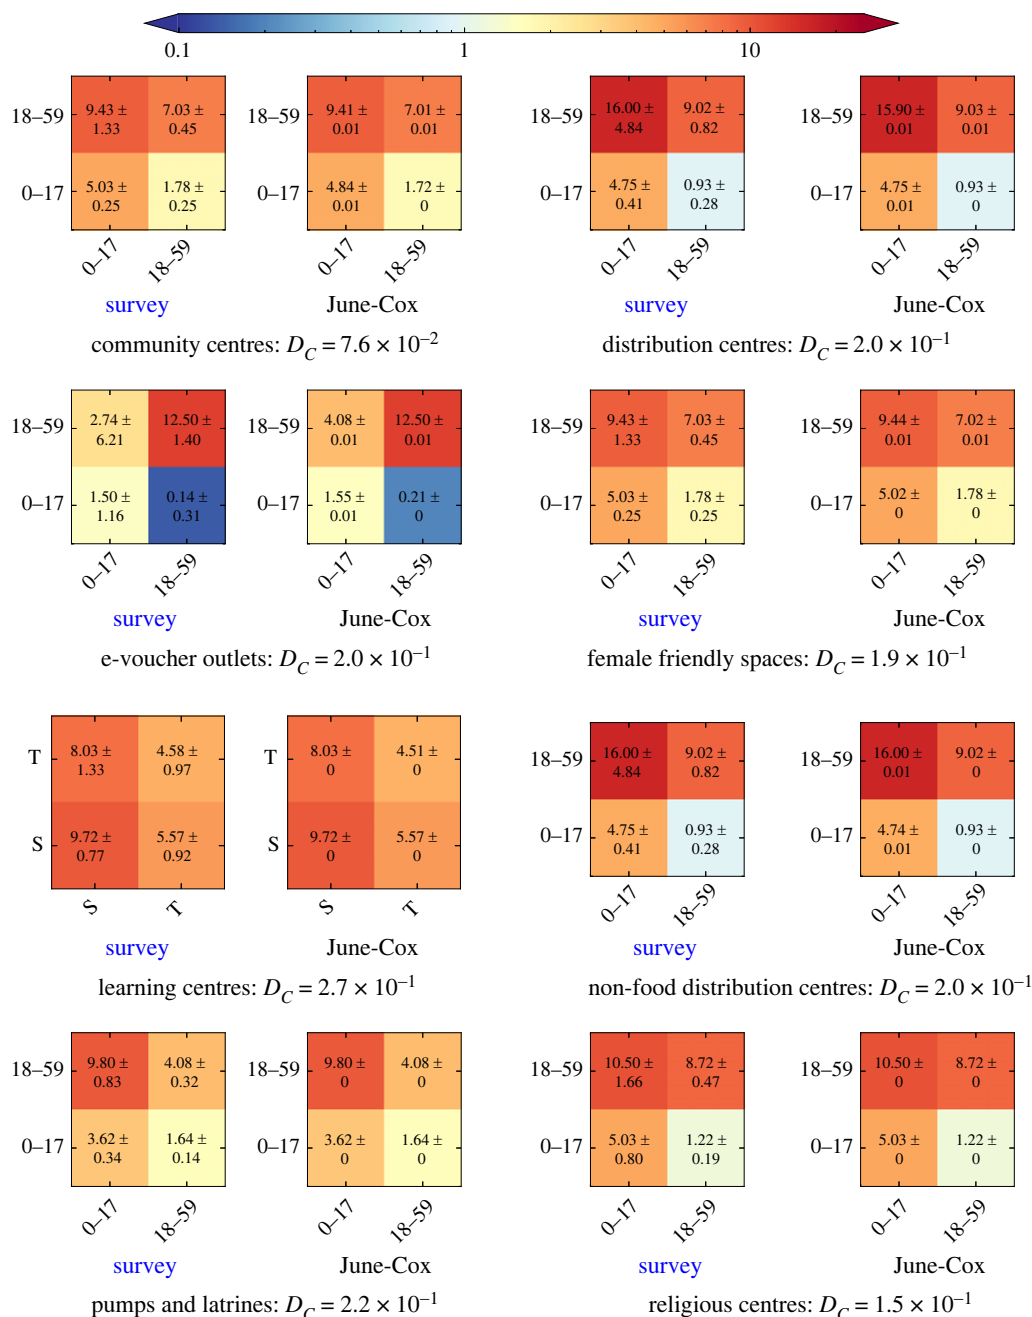 0.1 1 10
18–59 9.43 ± 7.03 ± 9.41 ± 7.01 ± 18–59 16.00 ± 9.02 ± 15.90 ± 9.03 ±
1.33 0.45 0.01 0.01 4.84 0.82 0.01 0.01
0–17 5.03 ± 1.78 ± 4.84 ± 1.72 ± 0–17 4.75 ± 0.93 ± 4.75 ± 0.93 ±
0.25 0.25 0.01 0 0.41 0.28 0.01 0
0–17 18–59 0–17 18–59 0–17 18–59 0–17 18–59
survey June-Cox survey June-Cox
community centres: D_C = 7.6 × 10⁻² distribution centres: D_C = 2.0 × 10⁻¹
18–59 2.74 ± 12.50 ± 18–59 4.08 ± 12.50 ± 18–59 9.43 ± 7.03 ± 18–59 9.44 ± 7.02 ±
6.21 1.40 0.01 0.01 1.33 0.45 0.01 0.01
0–17 1.50 ± 0.14 ± 0–17 1.55 ± 0.21 ± 0–17 5.03 ± 1.78 ± 0–17 5.02 ± 1.78 ±
1.16 0.31 0.01 0 0.25 0.25 0 0
0–17 18–59 0–17 18–59 0–17 18–59 0–17 18–59
survey June-Cox survey June-Cox
e-voucher outlets: D_C = 2.0 × 10⁻¹ female friendly spaces: D_C = 1.9 × 10⁻¹
T 8.03 ± 4.58 ± T 8.03 ± 4.51 ± 18–59 16.00 ± 9.02 ± 18–59 16.00 ± 9.02 ±
1.33 0.97 0 0 4.84 0.82 0.01 0
S 9.72 ± 5.57 ± S 9.72 ± 5.57 ± 0–17 4.75 ± 0.93 ± 0–17 4.74 ± 0.93 ±
0.77 0.92 0 0 0.41 0.28 0.01 0
S T S T 0–17 18–59 0–17 18–59
survey June-Cox survey June-Cox
learning centres: D_C = 2.7 × 10⁻¹ non-food distribution centres: D_C = 2.0 × 10⁻¹
18–59 9.80 ± 4.08 ± 18–59 9.80 ± 4.08 ± 18–59 10.50 ± 8.72 ± 18–59 10.50 ± 8.72 ±
0.83 0.32 0 0 1.66 0.47 0 0
0–17 3.62 ± 1.64 ± 0–17 3.62 ± 1.64 ± 0–17 5.03 ± 1.22 ± 0–17 5.03 ± 1.22 ±
0.34 0.14 0 0 0.80 0.19 0 0
0–17 18–59 0–17 18–59 0–17 18–59 0–17 18–59
survey June-Cox survey June-Cox
pumps and latrines: D_C = 2.2 × 10⁻¹ religious centres: D_C = 1.5 × 10⁻¹